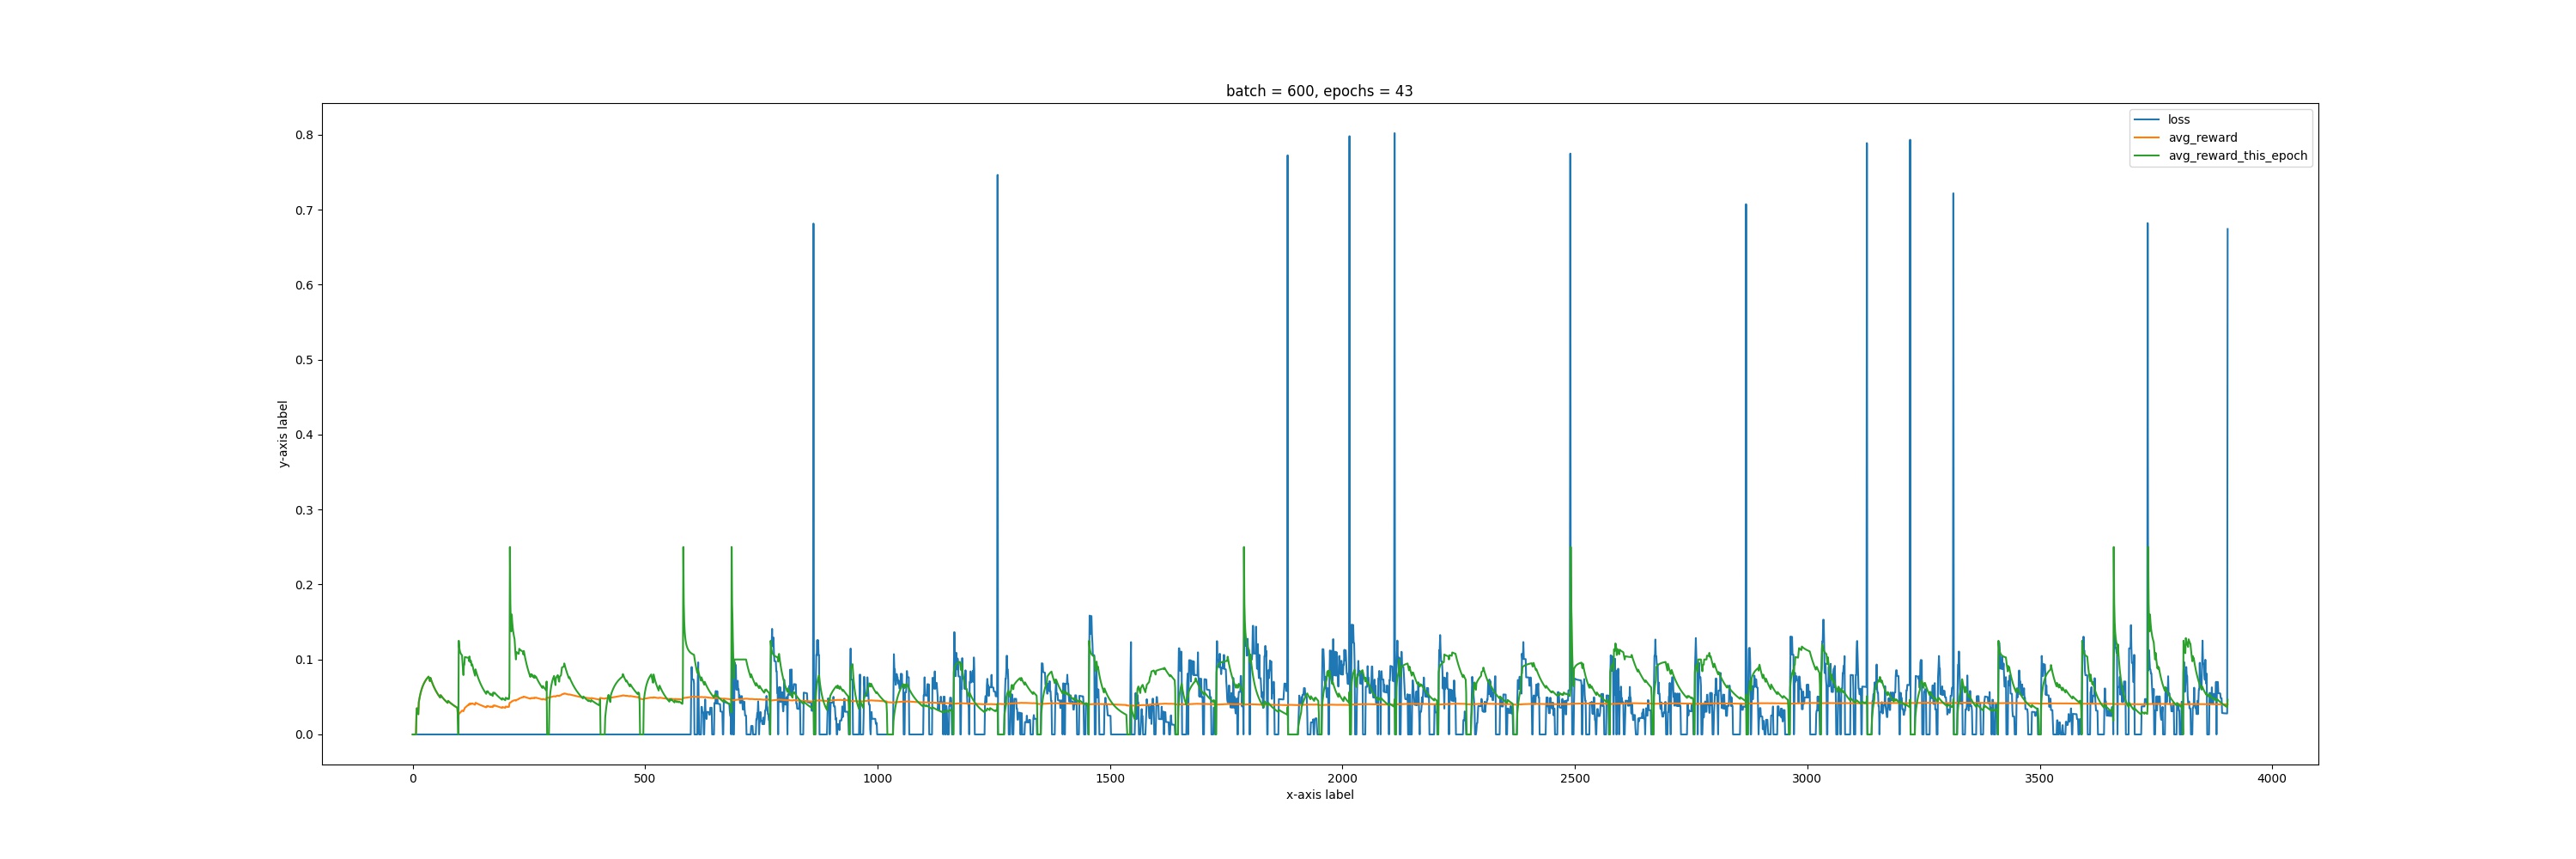 batch = 600, epochs = 43
loss
avg_reward
avg_reward_this_epoch
y-axis label
0.8
0.7
0.6
0.5
0.4
0.3
0.2
0.1
0.0
0 500 1000 1500 2000 2500 3000 3500 4000
x-axis label